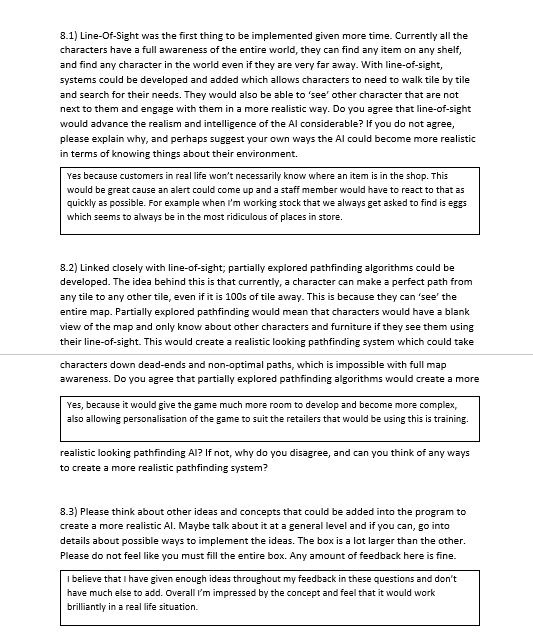 8.1) Line-Of-Sight was the first thing to be implemented given more time. Currently all the
characters have a full awareness of the entire world, they can find any item on any shelf,
and find any character in the world even if they are very far away. With line-of-sight,
systems could be developed and added which allows characters to need to walk tile by tile
and search for their needs. They would also be able to ‘see’ other character that are not
next to them and engage with them in a more realistic way. Do you agree that line-of-sight
would advance the realism and intelligence of the AI considerable? If you do not agree,
please explain why, and perhaps suggest your own ways the AI could become more realistic
in terms of knowing things about their environment.
Yes because customers in real life won’t necessarily know where an item is in the shop. This
would be great cause an alert could come up and a staff member would have to react to that as
quickly as possible. For example when I’m working stock that we always get asked to find is eggs
which seems to always be in the most ridiculous of places in store.
8.2) Linked closely with line-of-sight; partially explored pathfinding algorithms could be
developed. The idea behind this is that currently, a character can make a perfect path from
any tile to any other tile, even if it is 100s of tile away. This is because they can ‘see’ the
entire map. Partially explored pathfinding would mean that characters would have a blank
view of the map and only know about other characters and furniture if they see them using
their line-of-sight. This would create a realistic looking pathfinding system which could take
characters down dead-ends and non-optimal paths, which is impossible with full map
awareness. Do you agree that partially explored pathfinding algorithms would create a more
Yes, because it would give the game much more room to develop and become more complex,
also allowing personalisation of the game to suit the retailers that would be using this is training.
realistic looking pathfinding AI? If not, why do you disagree, and can you think of any ways
to create a more realistic pathfinding system?
8.3) Please think about other ideas and concepts that could be added into the program to
create a more realistic AI. Maybe talk about it at a general level and if you can, go into
details about possible ways to implement the ideas. The box is a lot larger than the other.
Please do not feel like you must fill the entire box. Any amount of feedback here is fine.
I believe that I have given enough ideas throughout my feedback in these questions and don’t
have much else to add. Overall I’m impressed by the concept and feel that it would work
brilliantly in a real life situation.